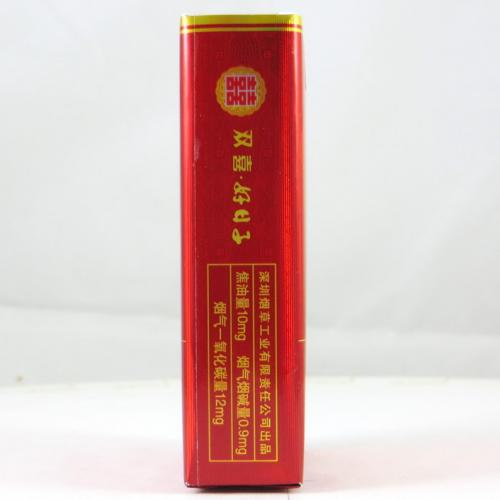 囍
双喜·好日子
深圳烟草工业有限责任公司出品
焦油量10mg 烟气烟碱量0.9mg
烟气一氧化碳量12mg